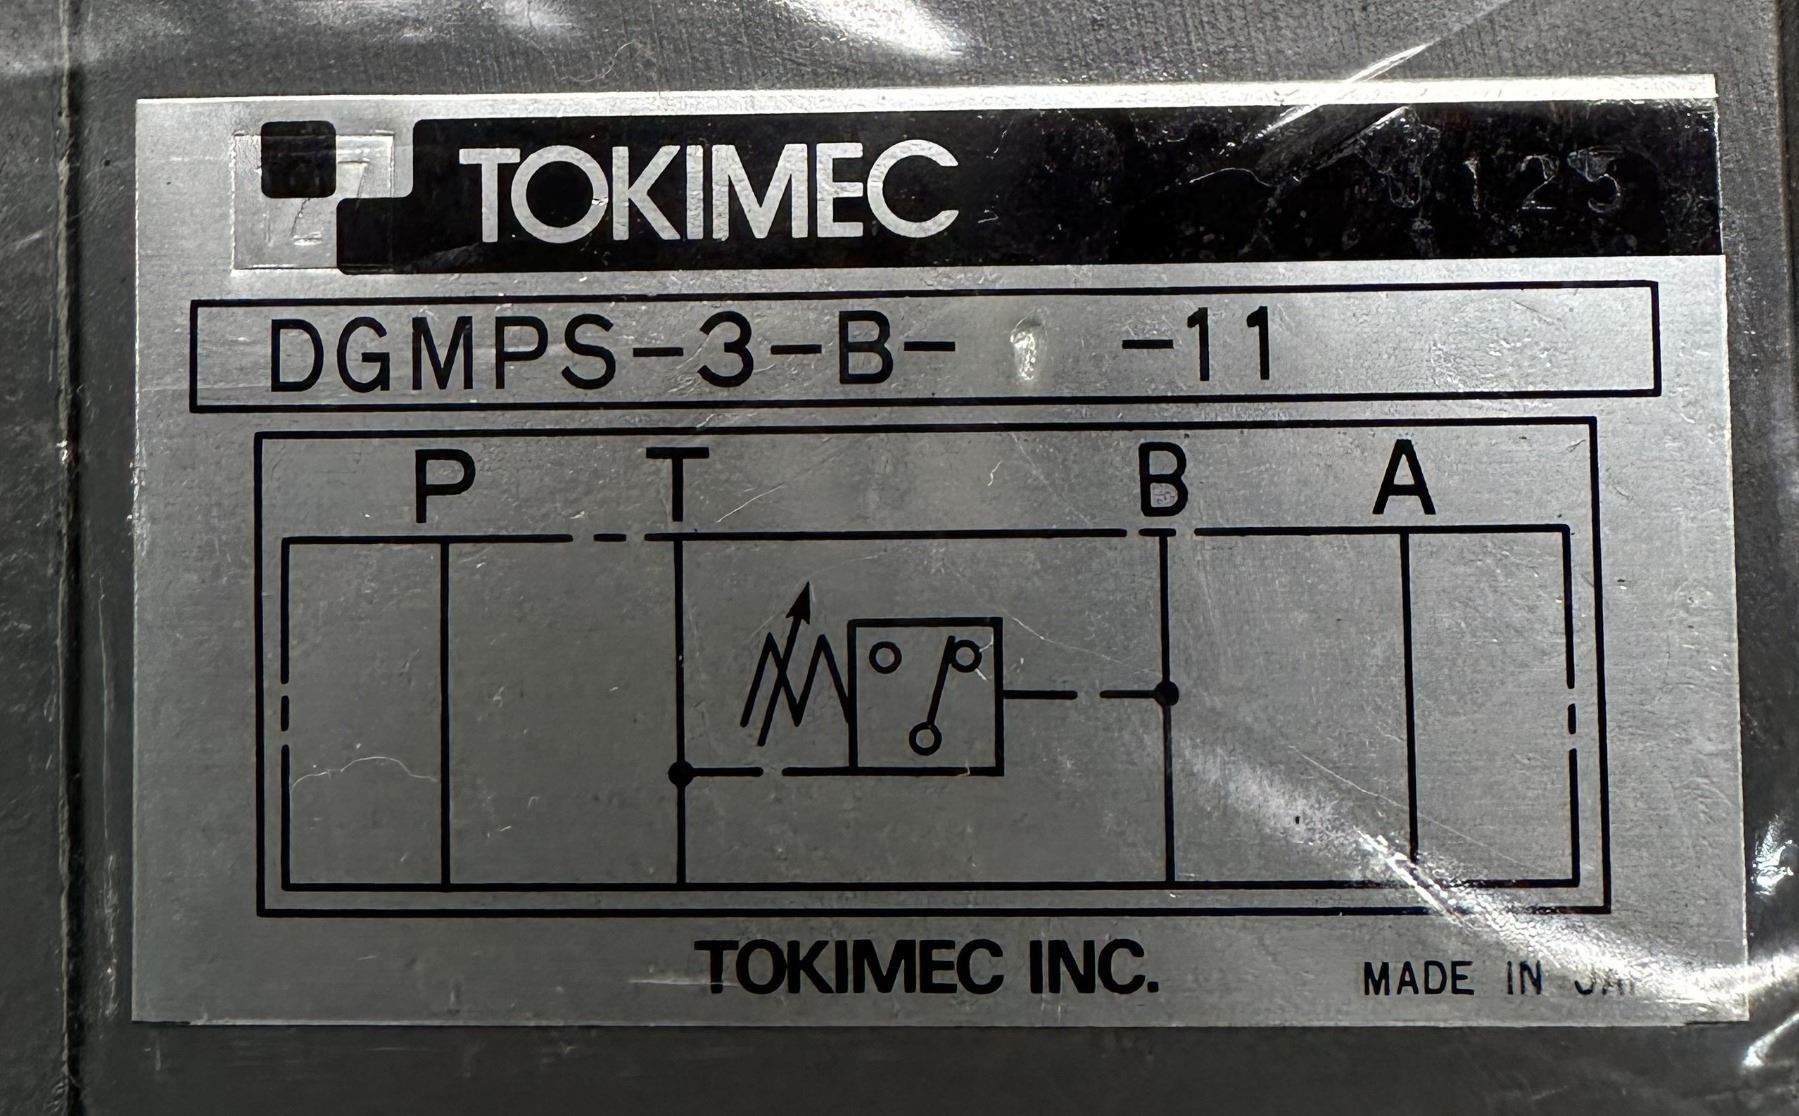 TOKIMEC
DGMPS-3-B- -11
P T B A
TOKIMEC INC. MADE IN